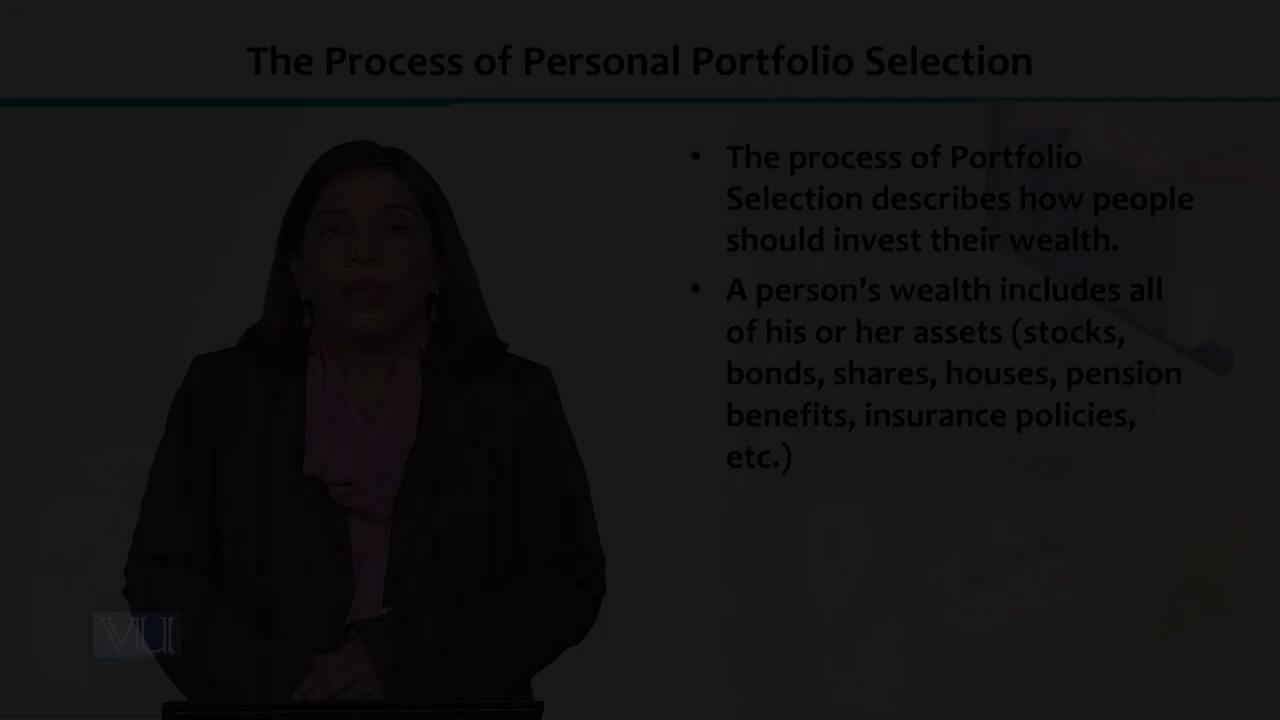 The Process of Personal Portfolio Selection
• The process of Portfolio
Selection describes how people
should invest their wealth.
• A person’s wealth includes all
of his or her assets (stocks,
bonds, shares, houses, pension
benefits, insurance policies,
etc.)
VU